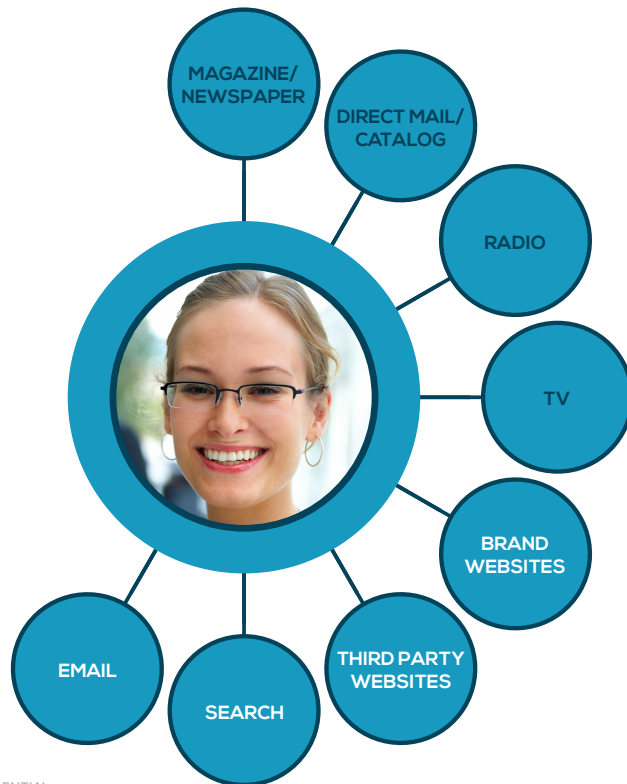 MAGAZINE/
NEWSPAPER
DIRECT MAIL/
CATALOG
RADIO
TV
BRAND
WEBSITES
THIRD PARTY
WEBSITES
SEARCH
EMAIL